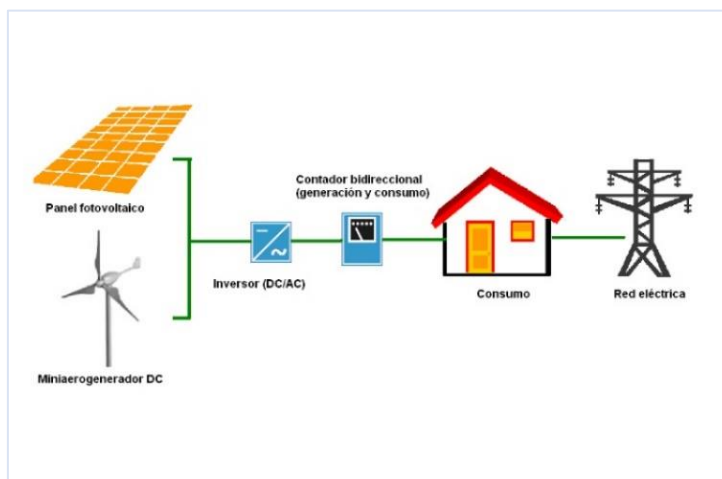 Panel fotovoltaico
Miniaerogenerador DC
Inversor (DC/AC)
Contador bidireccional
(generación y consumo)
Consumo
Red eléctrica